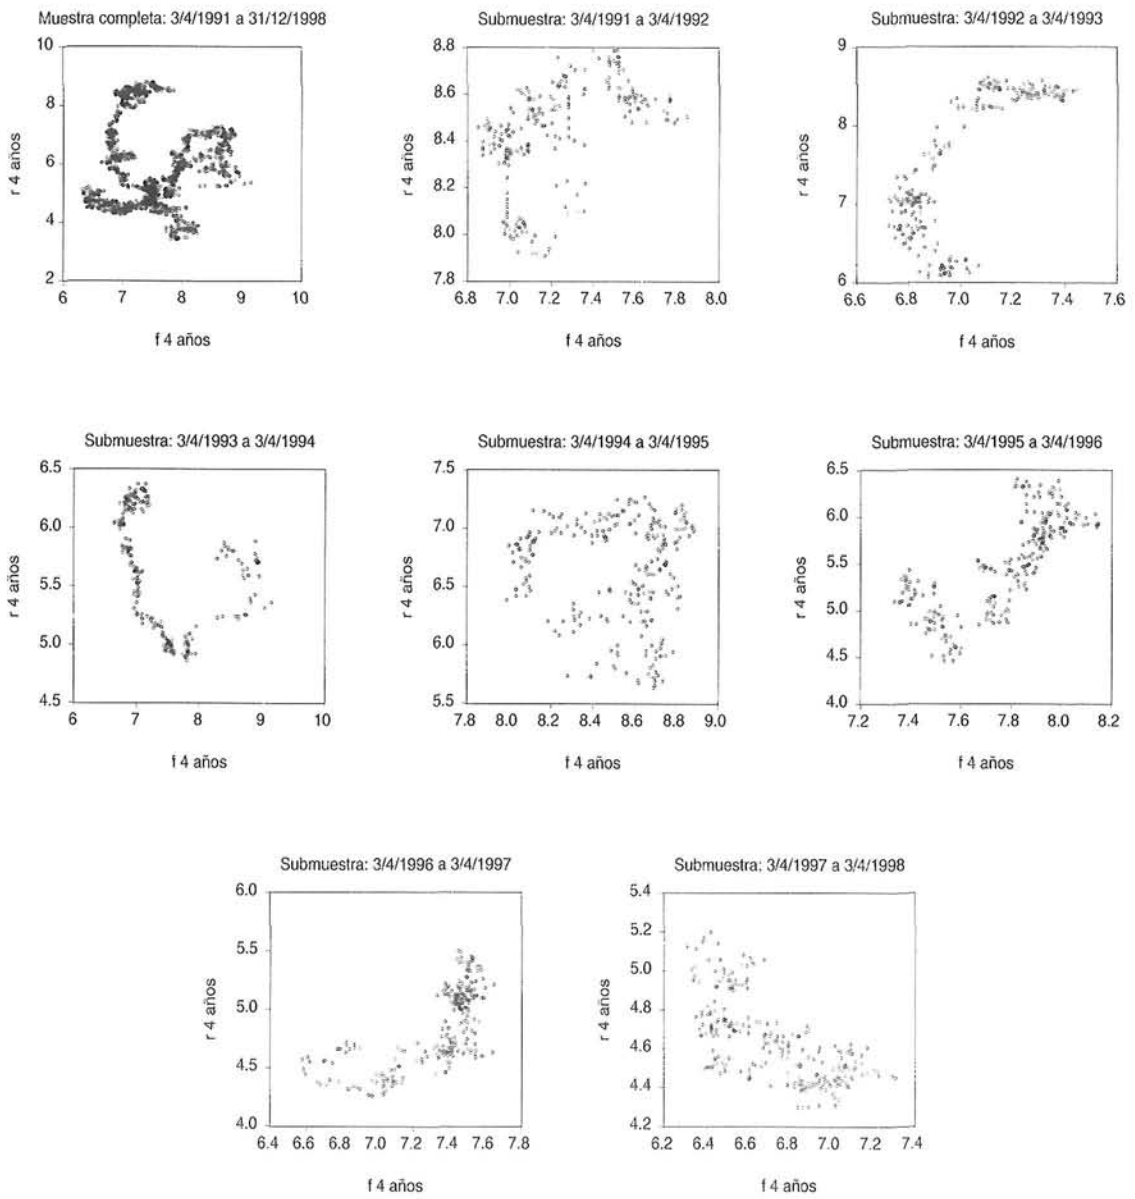 Muestra completa: 3/4/1991 a 31/12/1998
10
8
6
4
2
r 4 años
6 7 8 9 10
f 4 años
Submuestra: 3/4/1991 a 3/4/1992
8.8
8.6
8.4
8.2
8.0
7.8
r 4 años
6.8 7.0 7.2 7.4 7.6 7.8 8.0
f 4 años
Submuestra: 3/4/1992 a 3/4/1993
9
8
7
6
r 4 años
6.6 6.8 7.0 7.2 7.4 7.6
f 4 años
Submuestra: 3/4/1993 a 3/4/1994
6.5
6.0
5.5
5.0
4.5
r 4 años
6 7 8 9 10
f 4 años
Submuestra: 3/4/1994 a 3/4/1995
7.5
7.0
6.5
6.0
5.5
r 4 años
7.8 8.0 8.2 8.4 8.6 8.8 9.0
f 4 años
Submuestra: 3/4/1995 a 3/4/1996
6.5
6.0
5.5
5.0
4.5
4.0
r 4 años
7.2 7.4 7.6 7.8 8.0 8.2
f 4 años
Submuestra: 3/4/1996 a 3/4/1997
6.0
5.5
5.0
4.5
4.0
r 4 años
6.4 6.6 6.8 7.0 7.2 7.4 7.6 7.8
f 4 años
Submuestra: 3/4/1997 a 3/4/1998
5.4
5.2
5.0
4.8
4.6
4.4
4.2
r 4 años
6.2 6.4 6.6 6.8 7.0 7.2 7.4
f 4 años